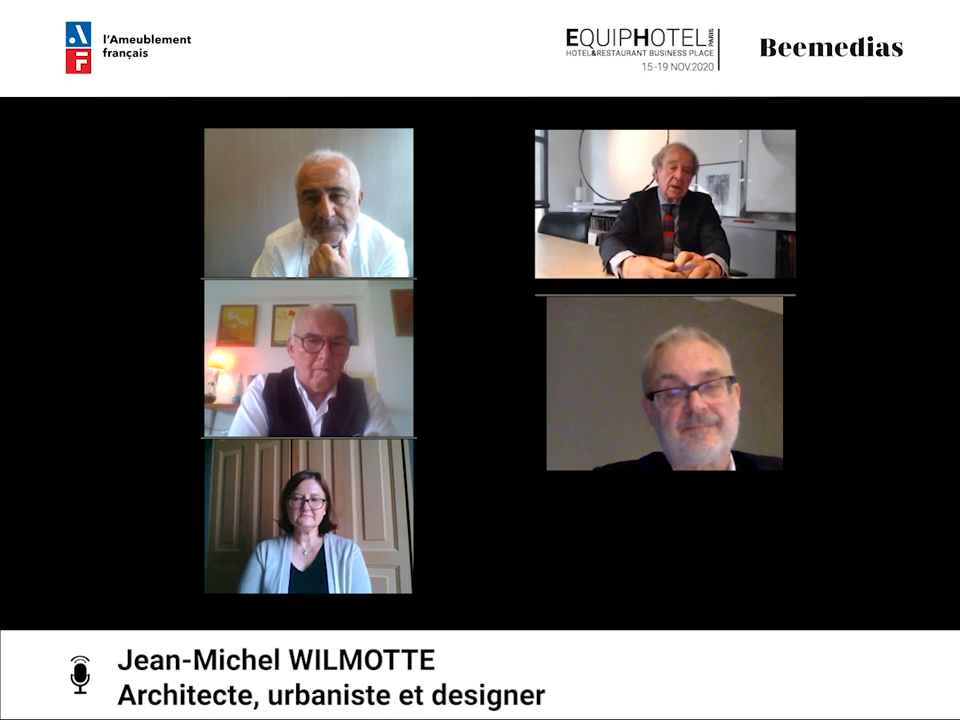 l'Ameublement
français
EQUIPHOTEL PARIS
HOTEL&RESTAURANT BUSINESS PLACE
15-19 NOV.2020
Beemedias
Jean-Michel WILMOTTE
Architecte, urbaniste et designer